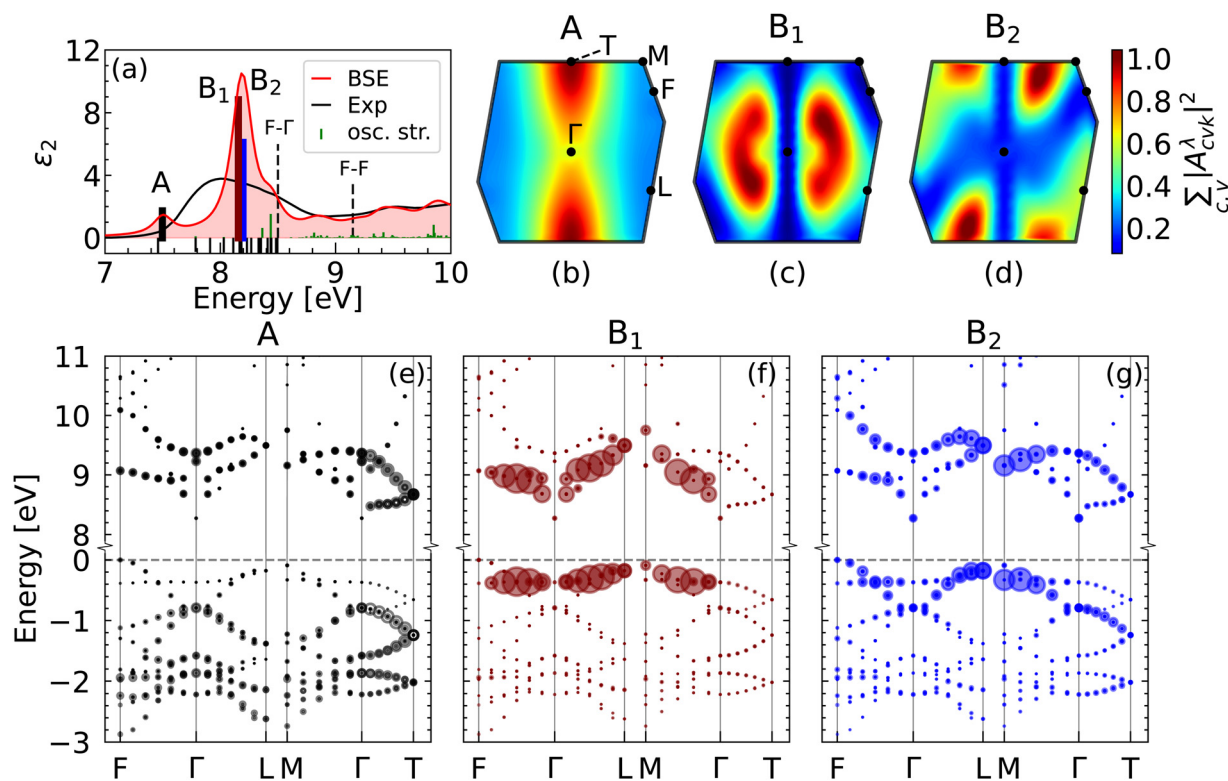 (a)
12
8
4
0
ε₂
A
B₁
B₂
F-Γ
F-F
BSE
Exp
osc. str.
7
8
9
10
Energy [eV]
A
T
M
F
Γ
L
(b)
B₁
(c)
B₂
(d)
1.0
0.8
0.6
0.4
0.2
∑c,v |A^λ_cvk|²
A
B₁
B₂
(e)
(f)
(g)
11
10
9
8
0
−1
−2
−3
Energy [eV]
F Γ L M Γ T
F Γ L M Γ T
F Γ L M Γ T